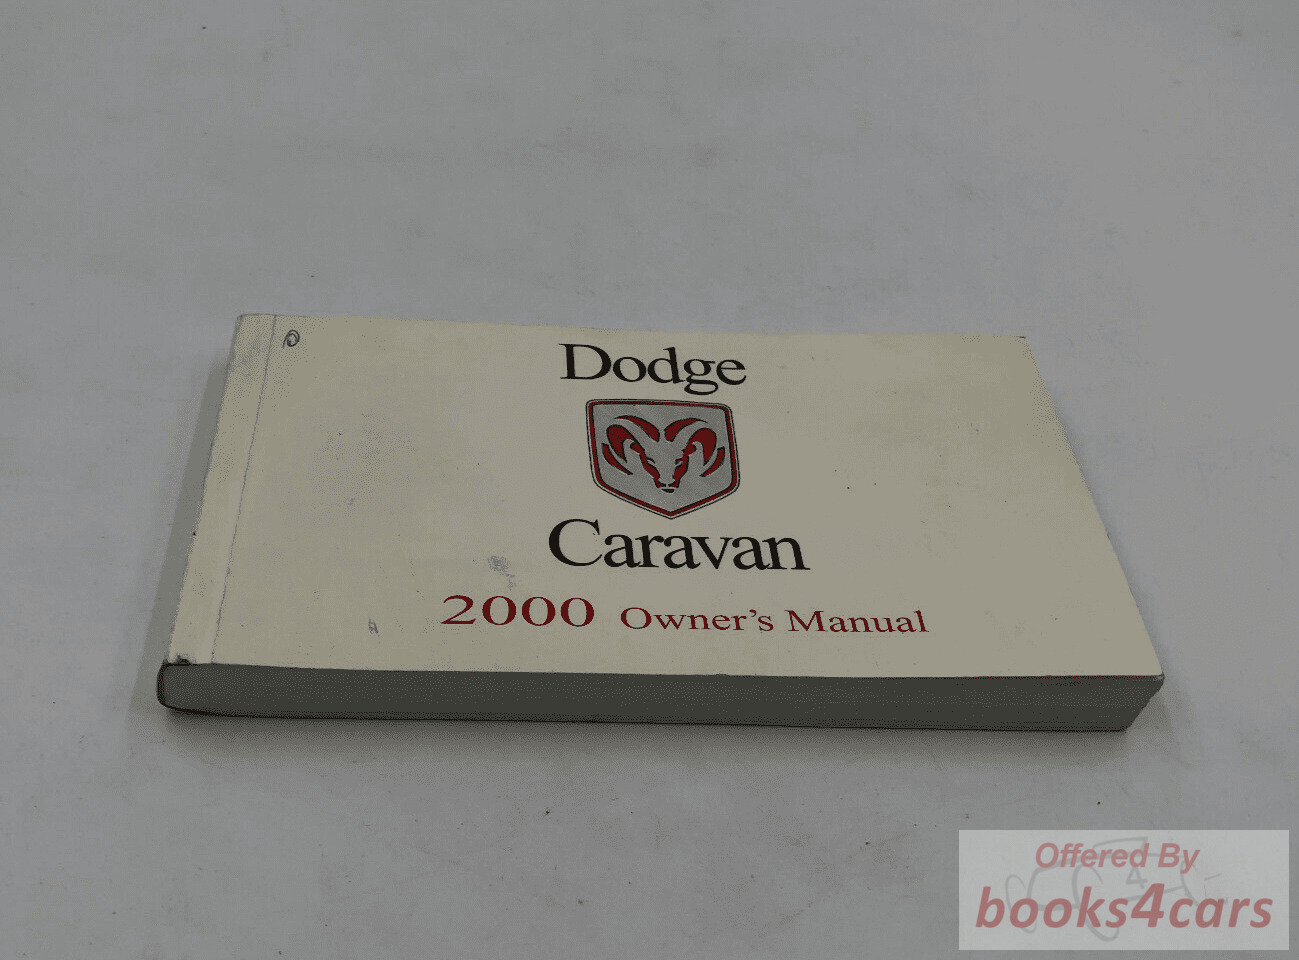 Dodge
Caravan
2000 Owner's Manual
Offered By
books4cars